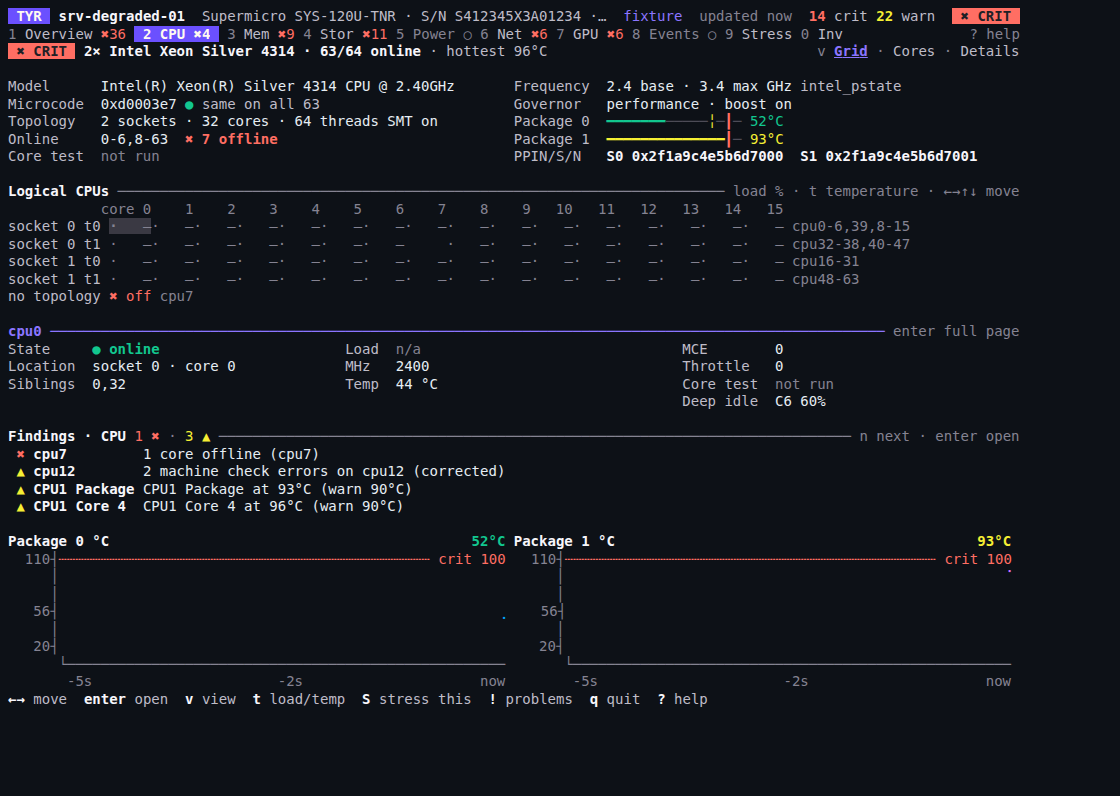 TYR srv-degraded-01 Supermicro SYS-120U-TNR · S/N S412345X3A01234 ·… fixture updated now 14 crit 22 warn ✖ CRIT
1 Overview ✖36 2 CPU ✖4 3 Mem ✖9 4 Stor ✖11 5 Power ○ 6 Net ✖6 7 GPU ✖6 8 Events ○ 9 Stress 0 Inv ? help
✖ CRIT 2× Intel Xeon Silver 4314 · 63/64 online · hottest 96°C v Grid · Cores · Details
Model Intel(R) Xeon(R) Silver 4314 CPU @ 2.40GHz Frequency 2.4 base · 3.4 max GHz intel_pstate
Microcode 0xd0003e7 ● same on all 63 Governor performance · boost on
Topology 2 sockets · 32 cores · 64 threads SMT on Package 0 52°C
Online 0-6,8-63 ✖ 7 offline Package 1 93°C
Core test not run PPIN/S/N S0 0x2f1a9c4e5b6d7000 S1 0x2f1a9c4e5b6d7001
Logical CPUs load % · t temperature · ←→↑↓ move
core 0 1 2 3 4 5 6 7 8 9 10 11 12 13 14 15
socket 0 t0 · —· —· —· —· —· —· —· —· —· —· —· —· —· —· —· — cpu0-6,39,8-15
socket 0 t1 · —· —· —· —· —· —· — · —· —· —· —· —· —· —· —· — cpu32-38,40-47
socket 1 t0 · —· —· —· —· —· —· —· —· —· —· —· —· —· —· —· — cpu16-31
socket 1 t1 · —· —· —· —· —· —· —· —· —· —· —· —· —· —· —· — cpu48-63
no topology ✖ off cpu7
cpu0 enter full page
State ● online Load n/a MCE 0
Location socket 0 · core 0 MHz 2400 Throttle 0
Siblings 0,32 Temp 44 °C Core test not run
Deep idle C6 60%
Findings · CPU 1 ✖ · 3 ▲ n next · enter open
✖ cpu7 1 core offline (cpu7)
▲ cpu12 2 machine check errors on cpu12 (corrected)
▲ CPU1 Package CPU1 Package at 93°C (warn 90°C)
▲ CPU1 Core 4 CPU1 Core 4 at 96°C (warn 90°C)
Package 0 °C 52°C Package 1 °C 93°C
110 crit 100 110 crit 100
56 56
20 20
-5s -2s now -5s -2s now
←→ move enter open v view t load/temp S stress this ! problems q quit ? help